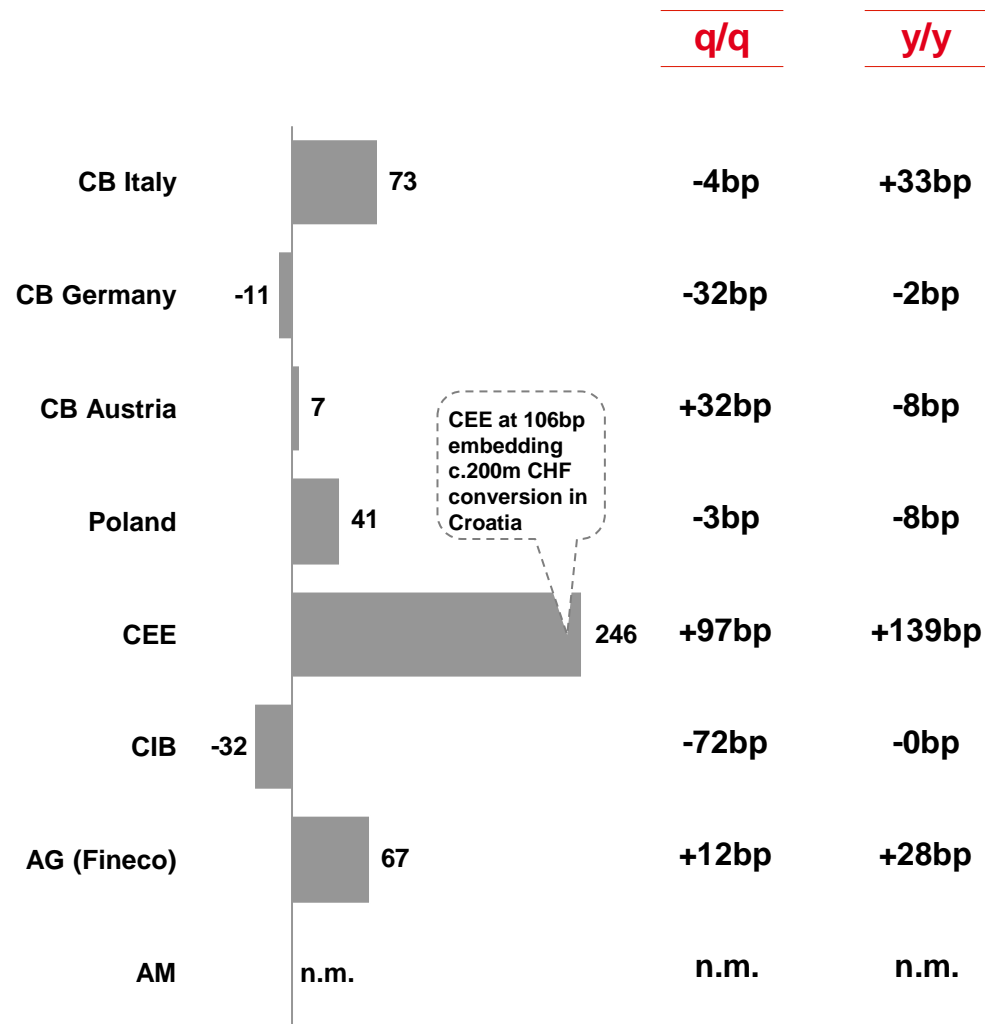 q/q y/y
CB Italy 73 -4bp +33bp
CB Germany -11 -32bp -2bp
CB Austria 7 +32bp -8bp
CEE at 106bp
embedding
c.200m CHF
conversion in
Croatia
Poland 41 -3bp -8bp
CEE 246 +97bp +139bp
CIB -32 -72bp -0bp
AG (Fineco) 67 +12bp +28bp
AM n.m. n.m. n.m.